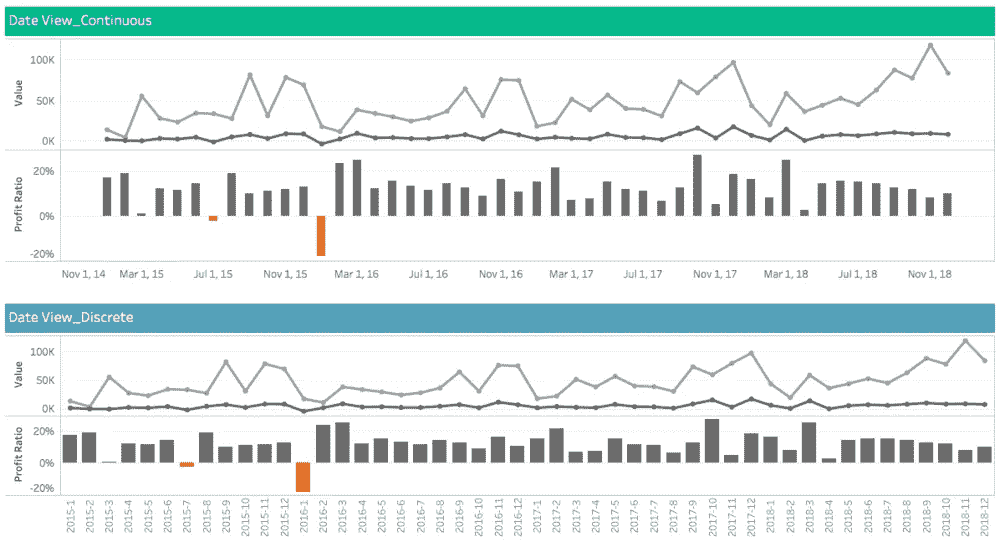 Date View_Continuous
100K
50K
0K
Value
20%
0%
-20%
Profit Ratio
Nov 1, 14 Mar 1, 15 Jul 1, 15 Nov 1, 15 Mar 1, 16 Jul 1, 16 Nov 1, 16 Mar 1, 17 Jul 1, 17 Nov 1, 17 Mar 1, 18 Jul 1, 18 Nov 1, 18
Date View_Discrete
100K
50K
0K
Value
20%
0%
-20%
Profit Ratio
2015-1 2015-2 2015-3 2015-4 2015-5 2015-6 2015-7 2015-8 2015-9 2015-10 2015-11 2015-12 2016-1 2016-2 2016-3 2016-4 2016-5 2016-6 2016-7 2016-8 2016-9 2016-10 2016-11 2016-12 2017-1 2017-2 2017-3 2017-4 2017-5 2017-6 2017-7 2017-8 2017-9 2017-10 2017-11 2017-12 2018-1 2018-2 2018-3 2018-4 2018-5 2018-6 2018-7 2018-8 2018-9 2018-10 2018-11 2018-12